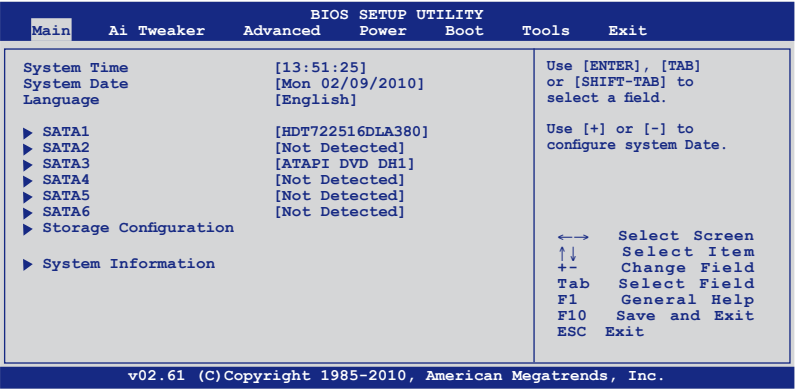 BIOS SETUP UTILITY
Main Ai Tweaker Advanced Power Boot Tools Exit
System Time [13:51:25]
System Date [Mon 02/09/2010]
Language [English]
SATA1 [HDT722516DLA380]
SATA2 [Not Detected]
SATA3 [ATAPI DVD DH1]
SATA4 [Not Detected]
SATA5 [Not Detected]
SATA6 [Not Detected]
Storage Configuration
System Information
Use [ENTER], [TAB]
or [SHIFT-TAB] to
select a field.
Use [+] or [-] to
configure system Date.
←→ Select Screen
↑↓ Select Item
+- Change Field
Tab Select Field
F1 General Help
F10 Save and Exit
ESC Exit
v02.61 (C)Copyright 1985-2010, American Megatrends, Inc.